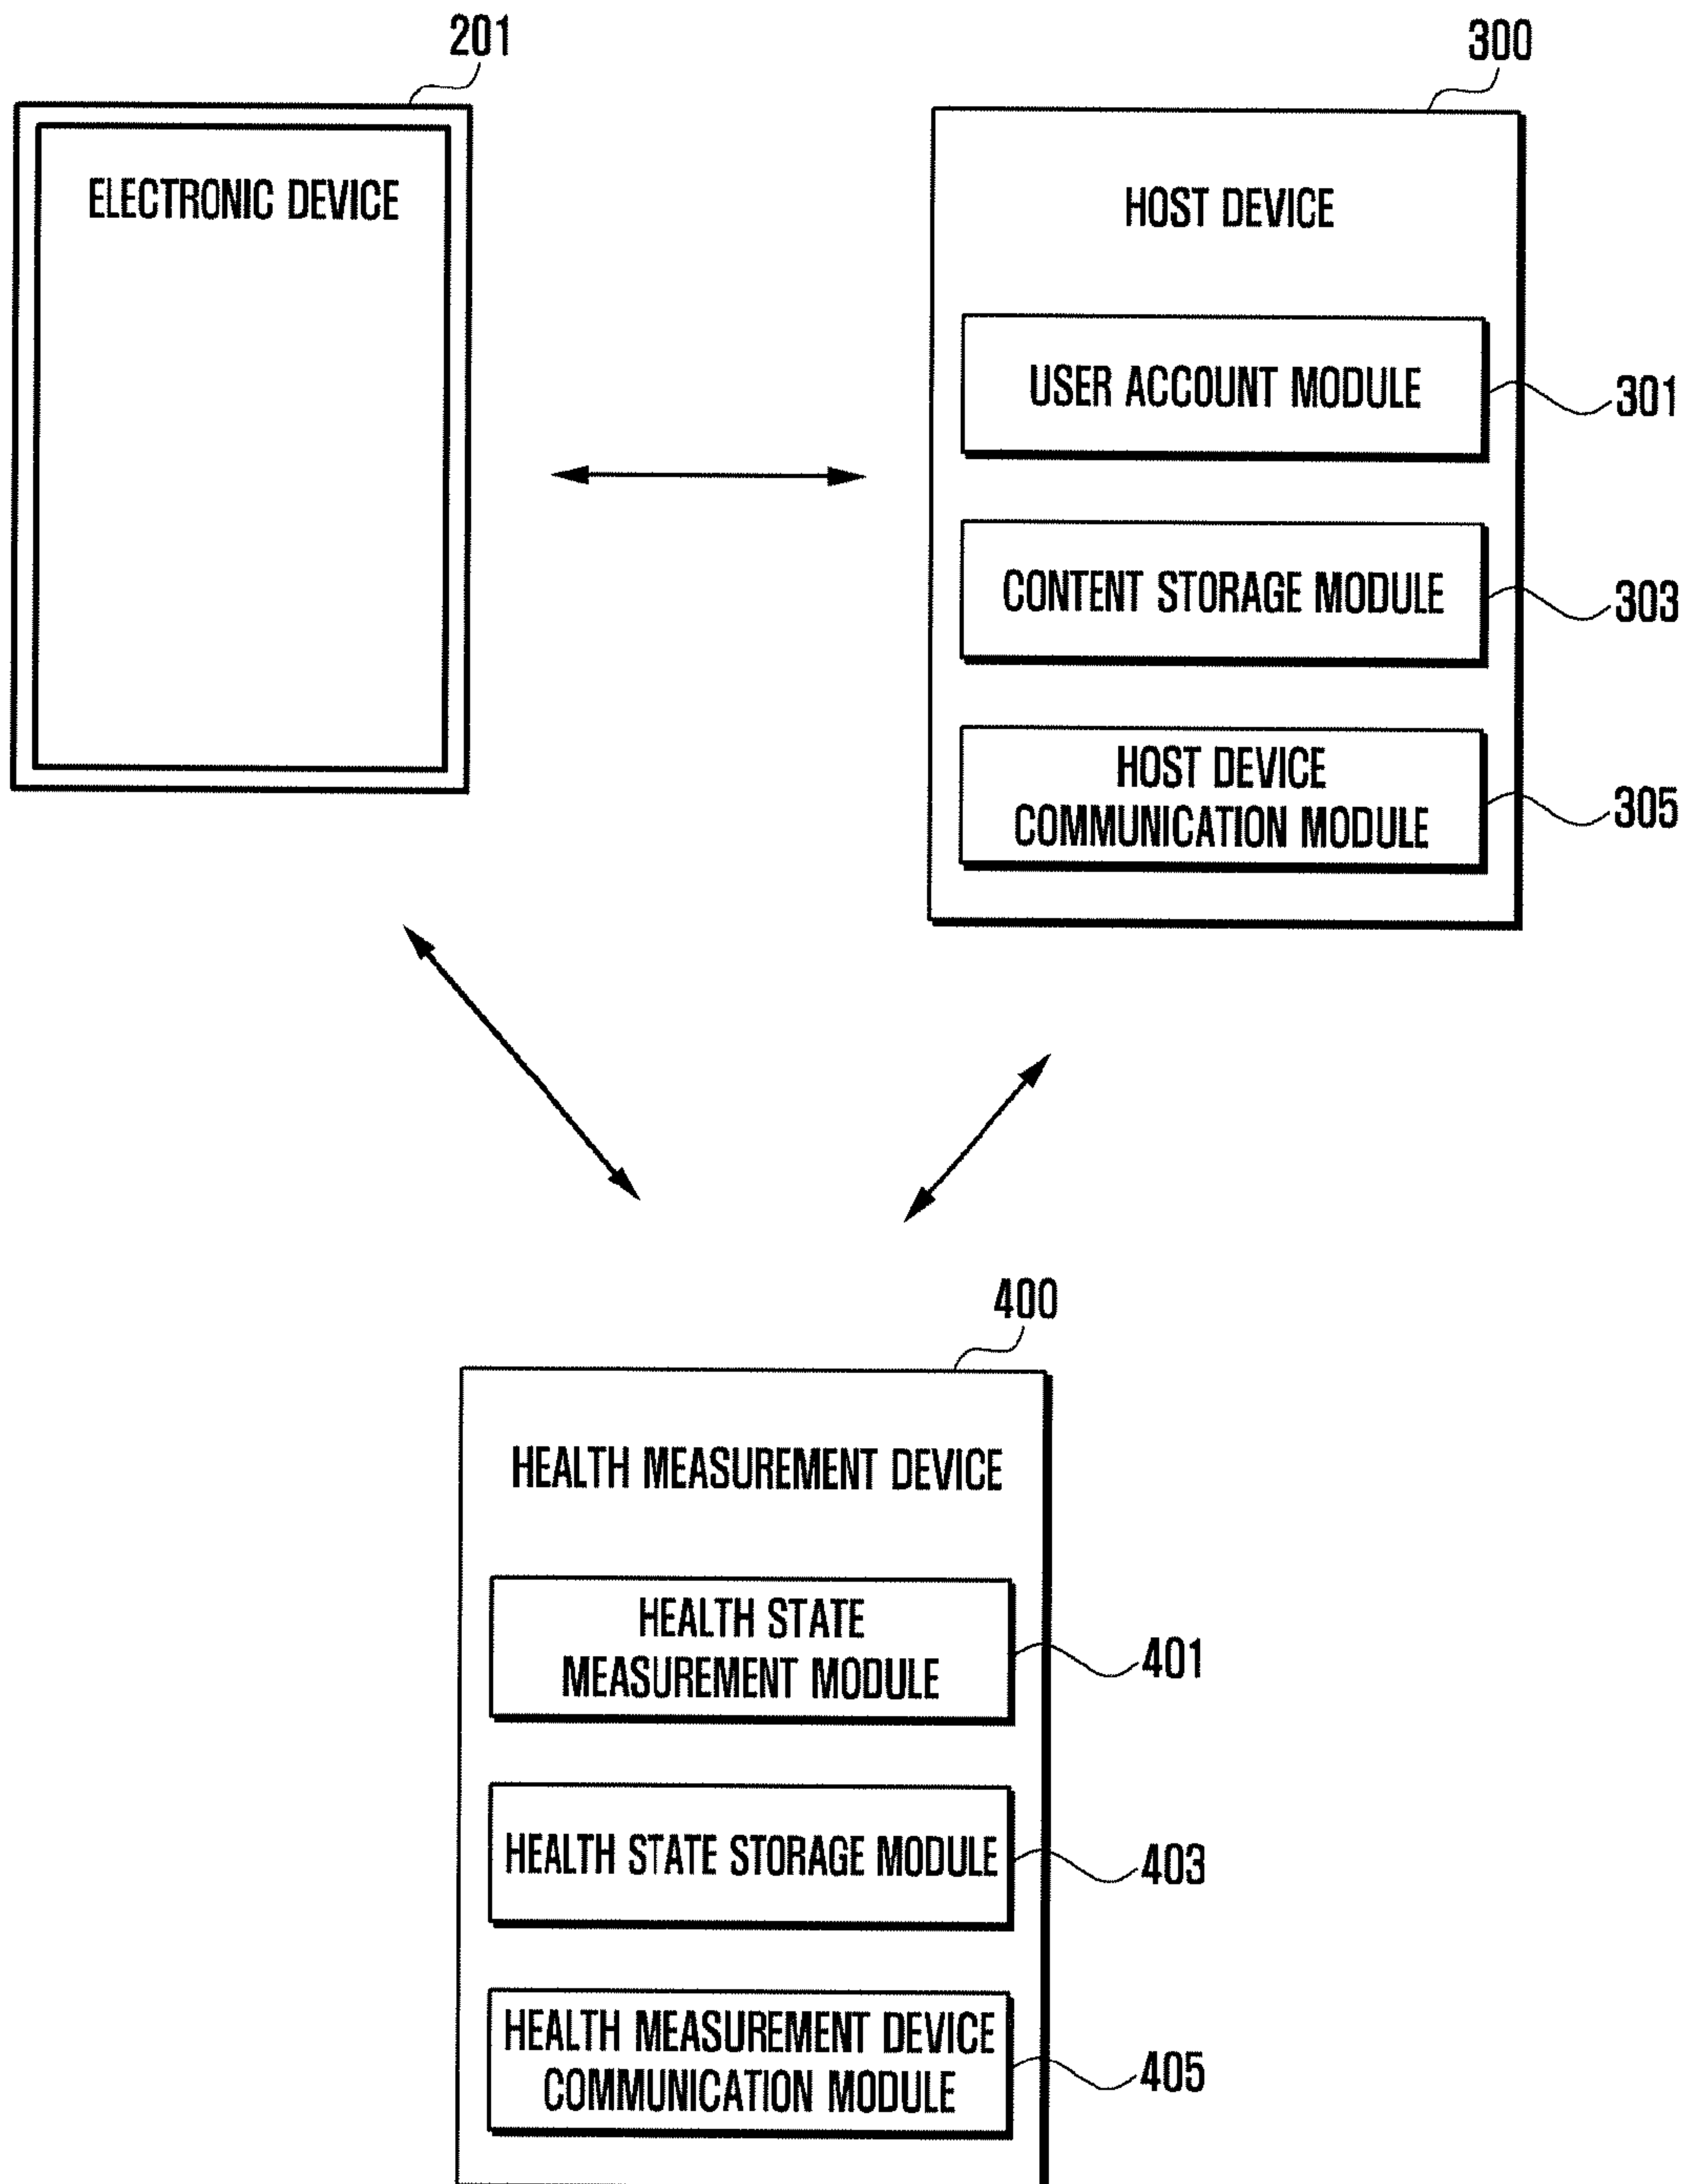 201
ELECTRONIC DEVICE
300
HOST DEVICE
USER ACCOUNT MODULE
301
CONTENT STORAGE MODULE
303
HOST DEVICE
COMMUNICATION MODULE
305
400
HEALTH MEASUREMENT DEVICE
HEALTH STATE
MEASUREMENT MODULE
401
HEALTH STATE STORAGE MODULE
403
HEALTH MEASUREMENT DEVICE
COMMUNICATION MODULE
405